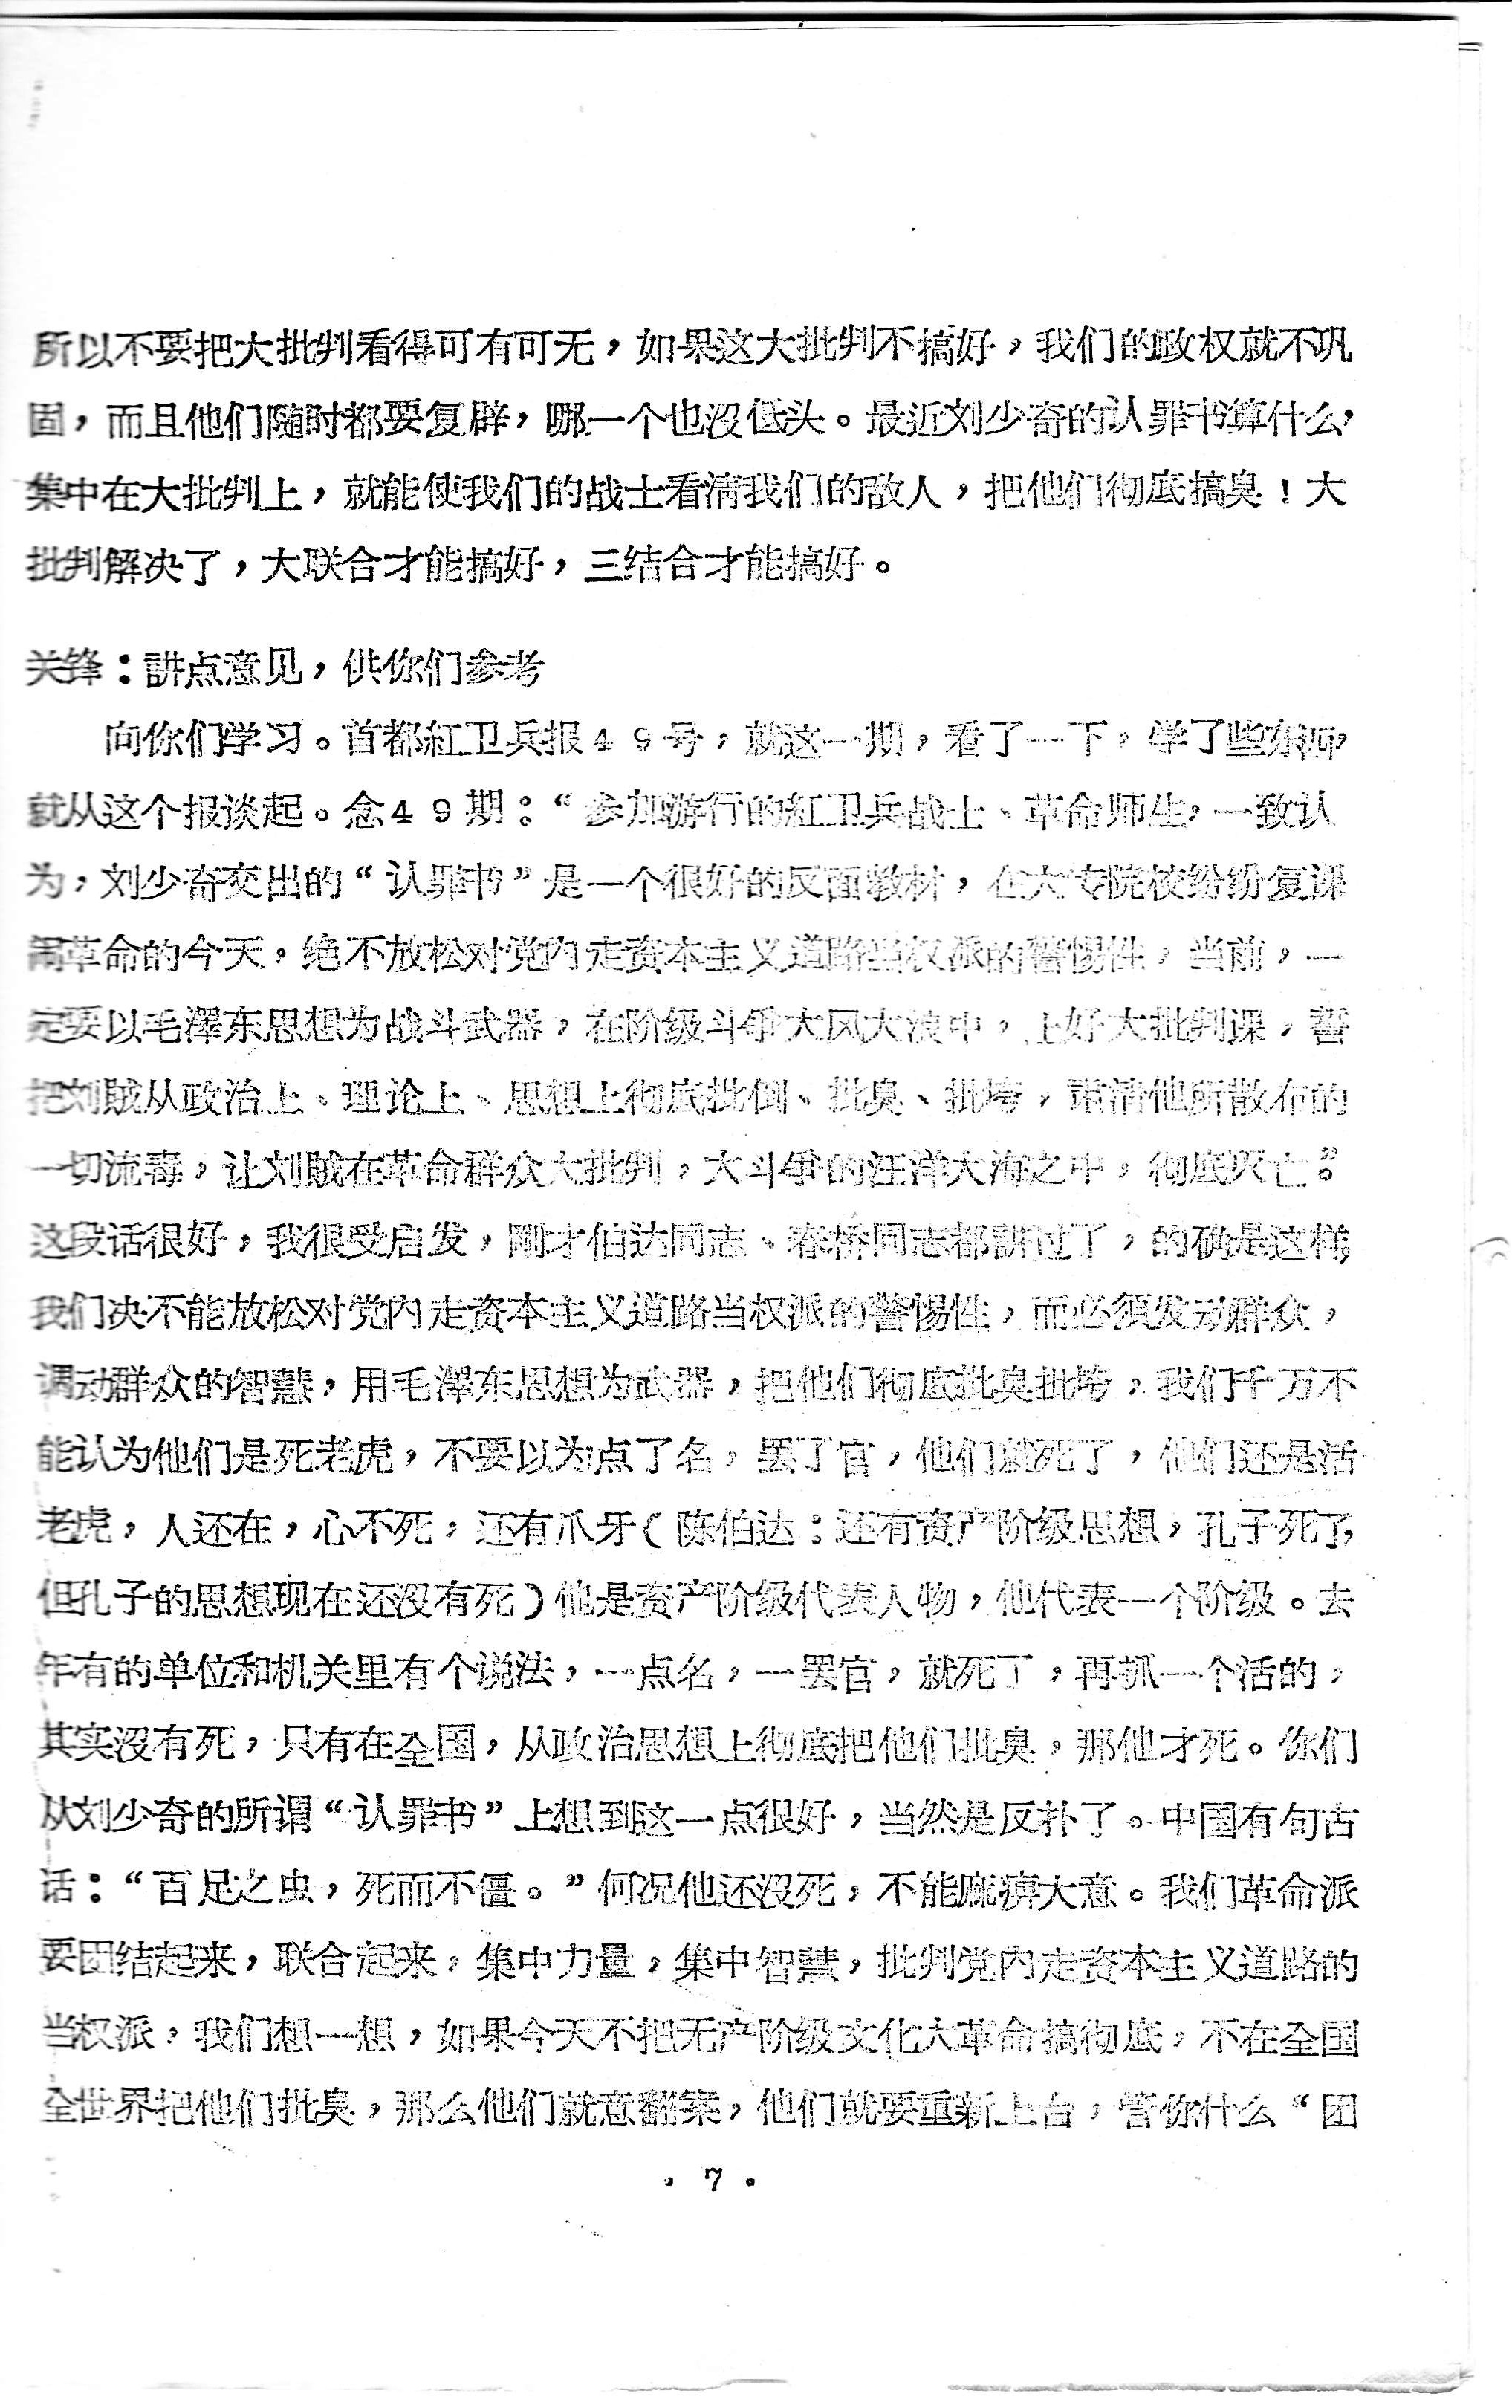 所以不要把大批判看得可有可无，如果这大批判不搞好，我们的政权就不巩
固，而且他们随时都要复辟，哪一个也没低头。最近刘少奇的认罪书算什么，
集中在大批判上，就能使我们的战士看清我们的敌人，把他们彻底搞臭！大
批判解决了，大联合才能搞好，三结合才能搞好。
关锋：講点意见，供你们参考
向你们学习。首都紅卫兵报49号，就这一期，看了一下，学了些东西，
就从这个报谈起。念49期：“参加游行的紅卫兵战士、革命师生，一致认
为，刘少奇交出的“认罪书”是一个很好的反面教材，在大专院校纷纷复课
闹革命的今天，绝不放松对党内走资本主义道路当权派的警惕性，当前，一
定要以毛澤东思想为战斗武器，在阶级斗爭大风大浪中，上好大批判课，誓
把刘贼从政治上、理论上、思想上彻底批倒、批臭、批垮，肃清他所散布的
一切流毒，让刘贼在革命群众大批判，大斗爭的汪洋大海之中，彻底灭亡”。
这段话很好，我很受启发，刚才伯达同志、春桥同志都講过了，的确是这样，
我们决不能放松对党内走资本主义道路当权派的警惕性，而必须发动群众，
调动群众的智慧，用毛澤东思想为武器，把他们彻底批臭批垮，我们千万不
能认为他们是死老虎，不要以为点了名，罢了官，他们就死了，他们还是活
老虎，人还在，心不死，还有爪牙（陈伯达：还有资产阶级思想，孔子死了，
但孔子的思想现在还没有死）他是资产阶级代表人物，他代表一个阶级。去
年有的单位和机关里有个说法，一点名，一罢官，就死了，再抓一个活的，
其实沒有死，只有在全国，从政治思想上彻底把他们批臭，那他才死。你们
从刘少奇的所谓“认罪书”上想到这一点很好，当然是反扑了。中国有句古
话：“百足之虫，死而不僵。”何况他还没死，不能麻痹大意。我们革命派
要团结起来，联合起来，集中力量，集中智慧，批判党内走资本主义道路的
当权派，我们想一想，如果今天不把无产阶级文化大革命搞彻底，不在全国
全世界把他们批臭，那么他们就意翻案，他们就要重新上台，管你什么“团
· 7 ·